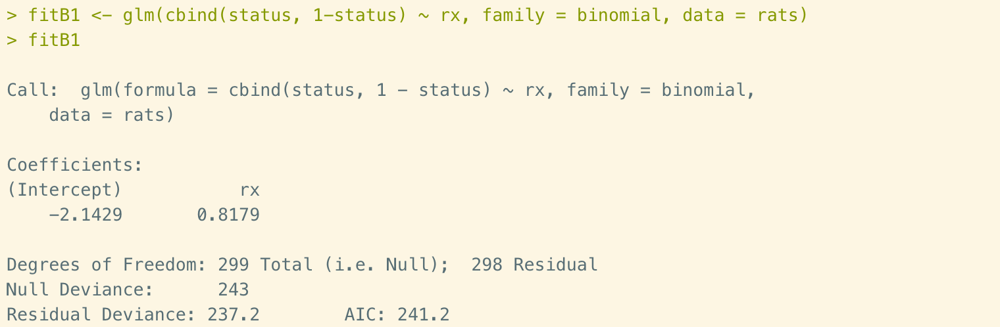 > fitB1 <- glm(cbind(status, 1-status) ~ rx, family = binomial, data = rats)
> fitB1
Call:  glm(formula = cbind(status, 1 - status) ~ rx, family = binomial,
    data = rats)
Coefficients:
(Intercept)           rx
    -2.1429       0.8179
Degrees of Freedom: 299 Total (i.e. Null);  298 Residual
Null Deviance:      243
Residual Deviance: 237.2        AIC: 241.2